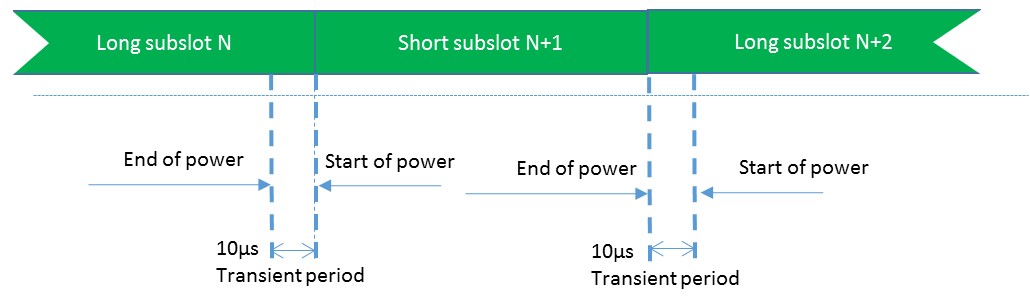 Long subslot N
Short subslot N+1
Long subslot N+2
End of power
Start of power
End of power
Start of power
10µs
Transient period
10µs
Transient period